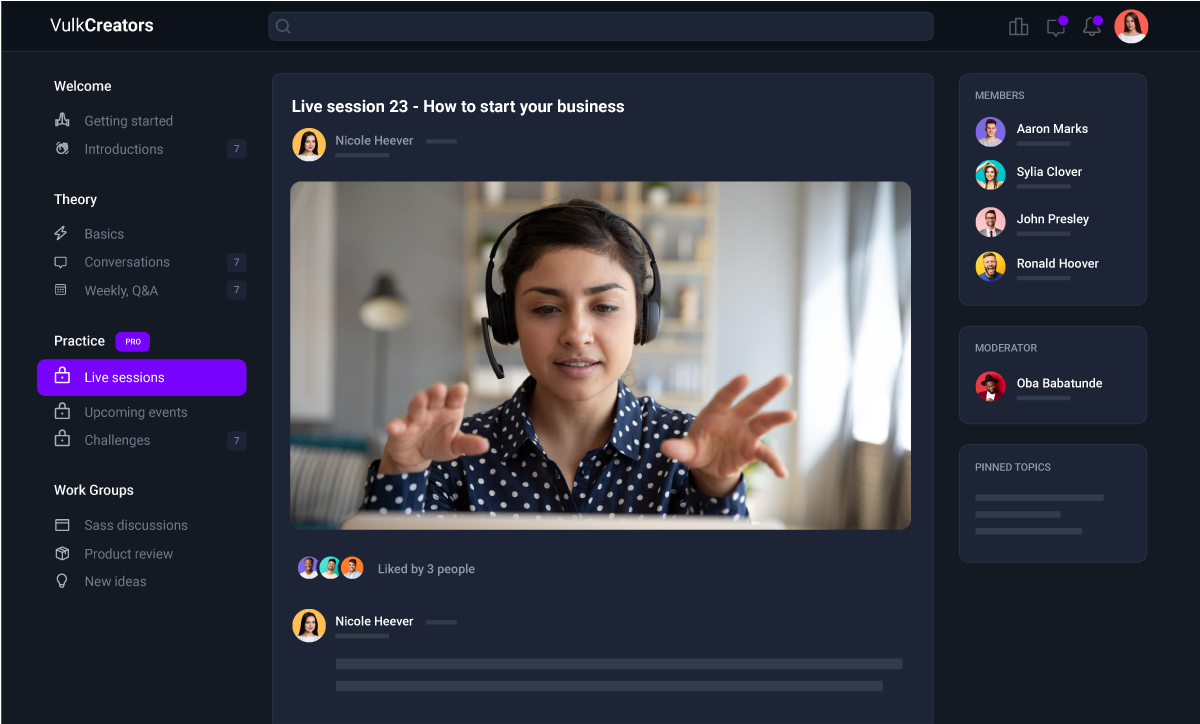 VulkCreators
Welcome
Getting started
Introductions 7
Theory
Basics
Conversations 7
Weekly, Q&A 7
Practice PRO
Live sessions
Upcoming events
Challenges 7
Work Groups
Sass discussions
Product review
New ideas
Live session 23 - How to start your business
Nicole Heever
Liked by 3 people
Nicole Heever
MEMBERS
Aaron Marks
Sylia Clover
John Presley
Ronald Hoover
MODERATOR
Oba Babatunde
PINNED TOPICS